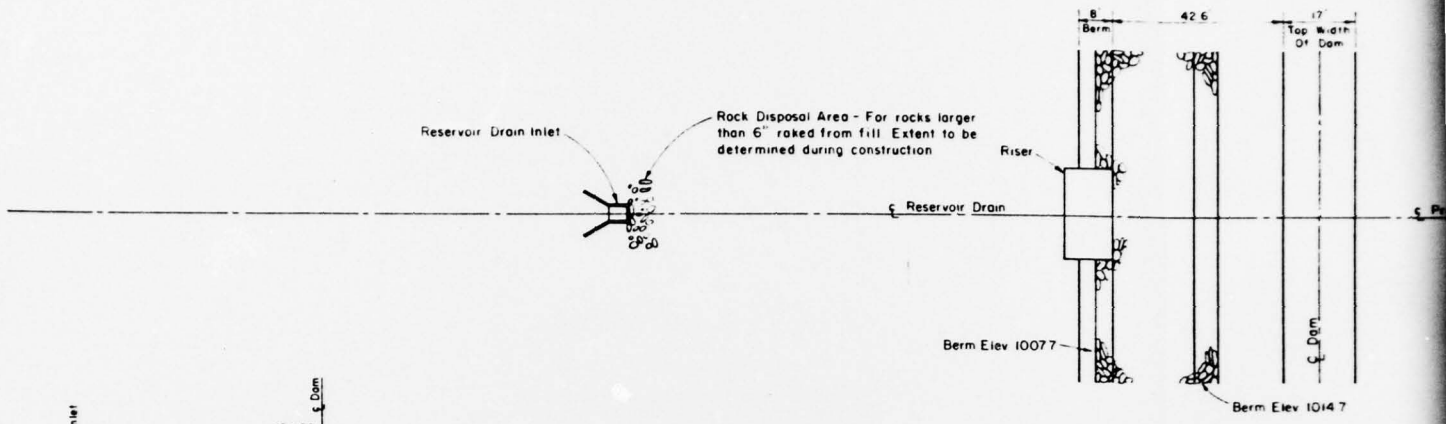 8'
42.6'
17'
Berm
Top Width
Of Dam
Rock Disposal Area - For rocks larger
than 6" raked from fill Extent to be
determined during construction
Reservoir Drain Inlet
Riser
℄ Reservoir Drain
℄
℄ Dam
Berm Elev 1007.7
Berm Elev 1014.7
℄ Dam